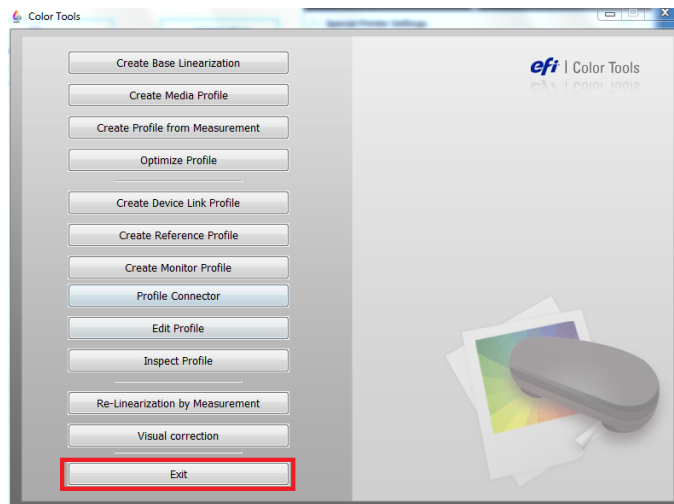 Color Tools
Create Base Linearization
efi | Color Tools
Create Media Profile
Create Profile from Measurement
Optimize Profile
Create Device Link Profile
Create Reference Profile
Create Monitor Profile
Profile Connector
Edit Profile
Inspect Profile
Re-Linearization by Measurement
Visual correction
Exit